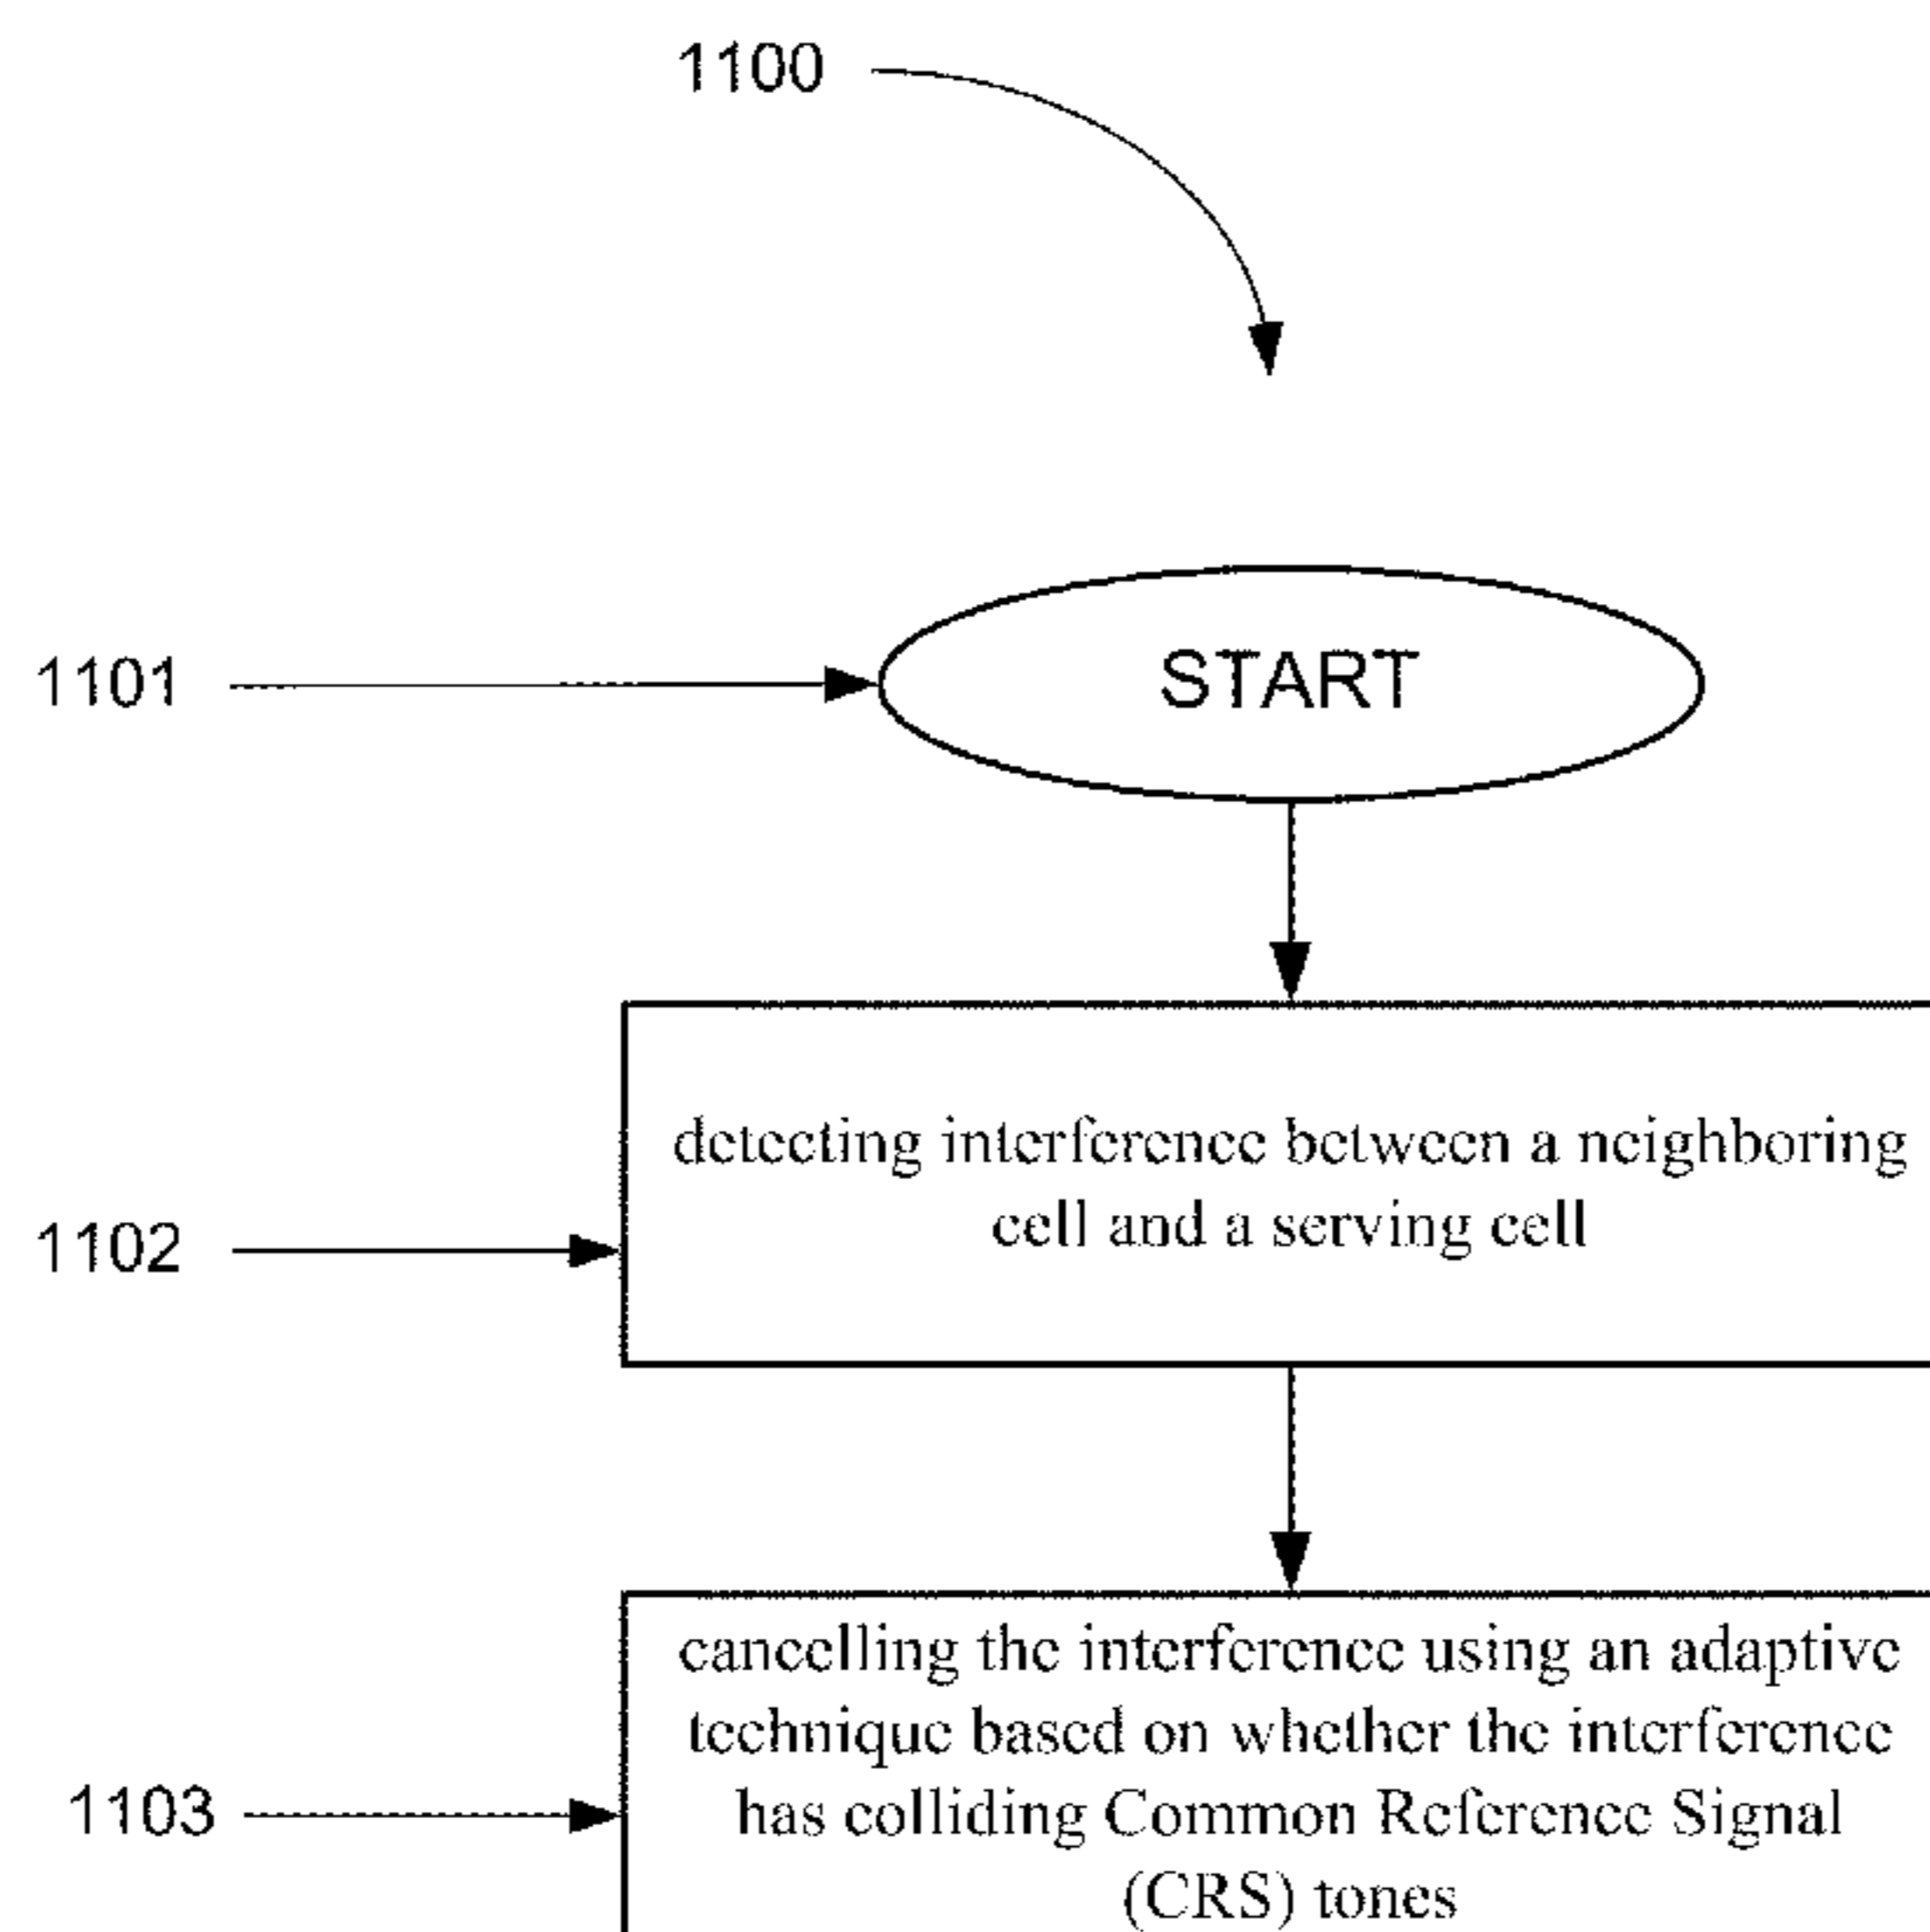 1100
1101
START
detecting interference between a neighboring
cell and a serving cell
1102
cancelling the interference using an adaptive
technique based on whether the interference
has colliding Common Reference Signal
(CRS) tones
1103